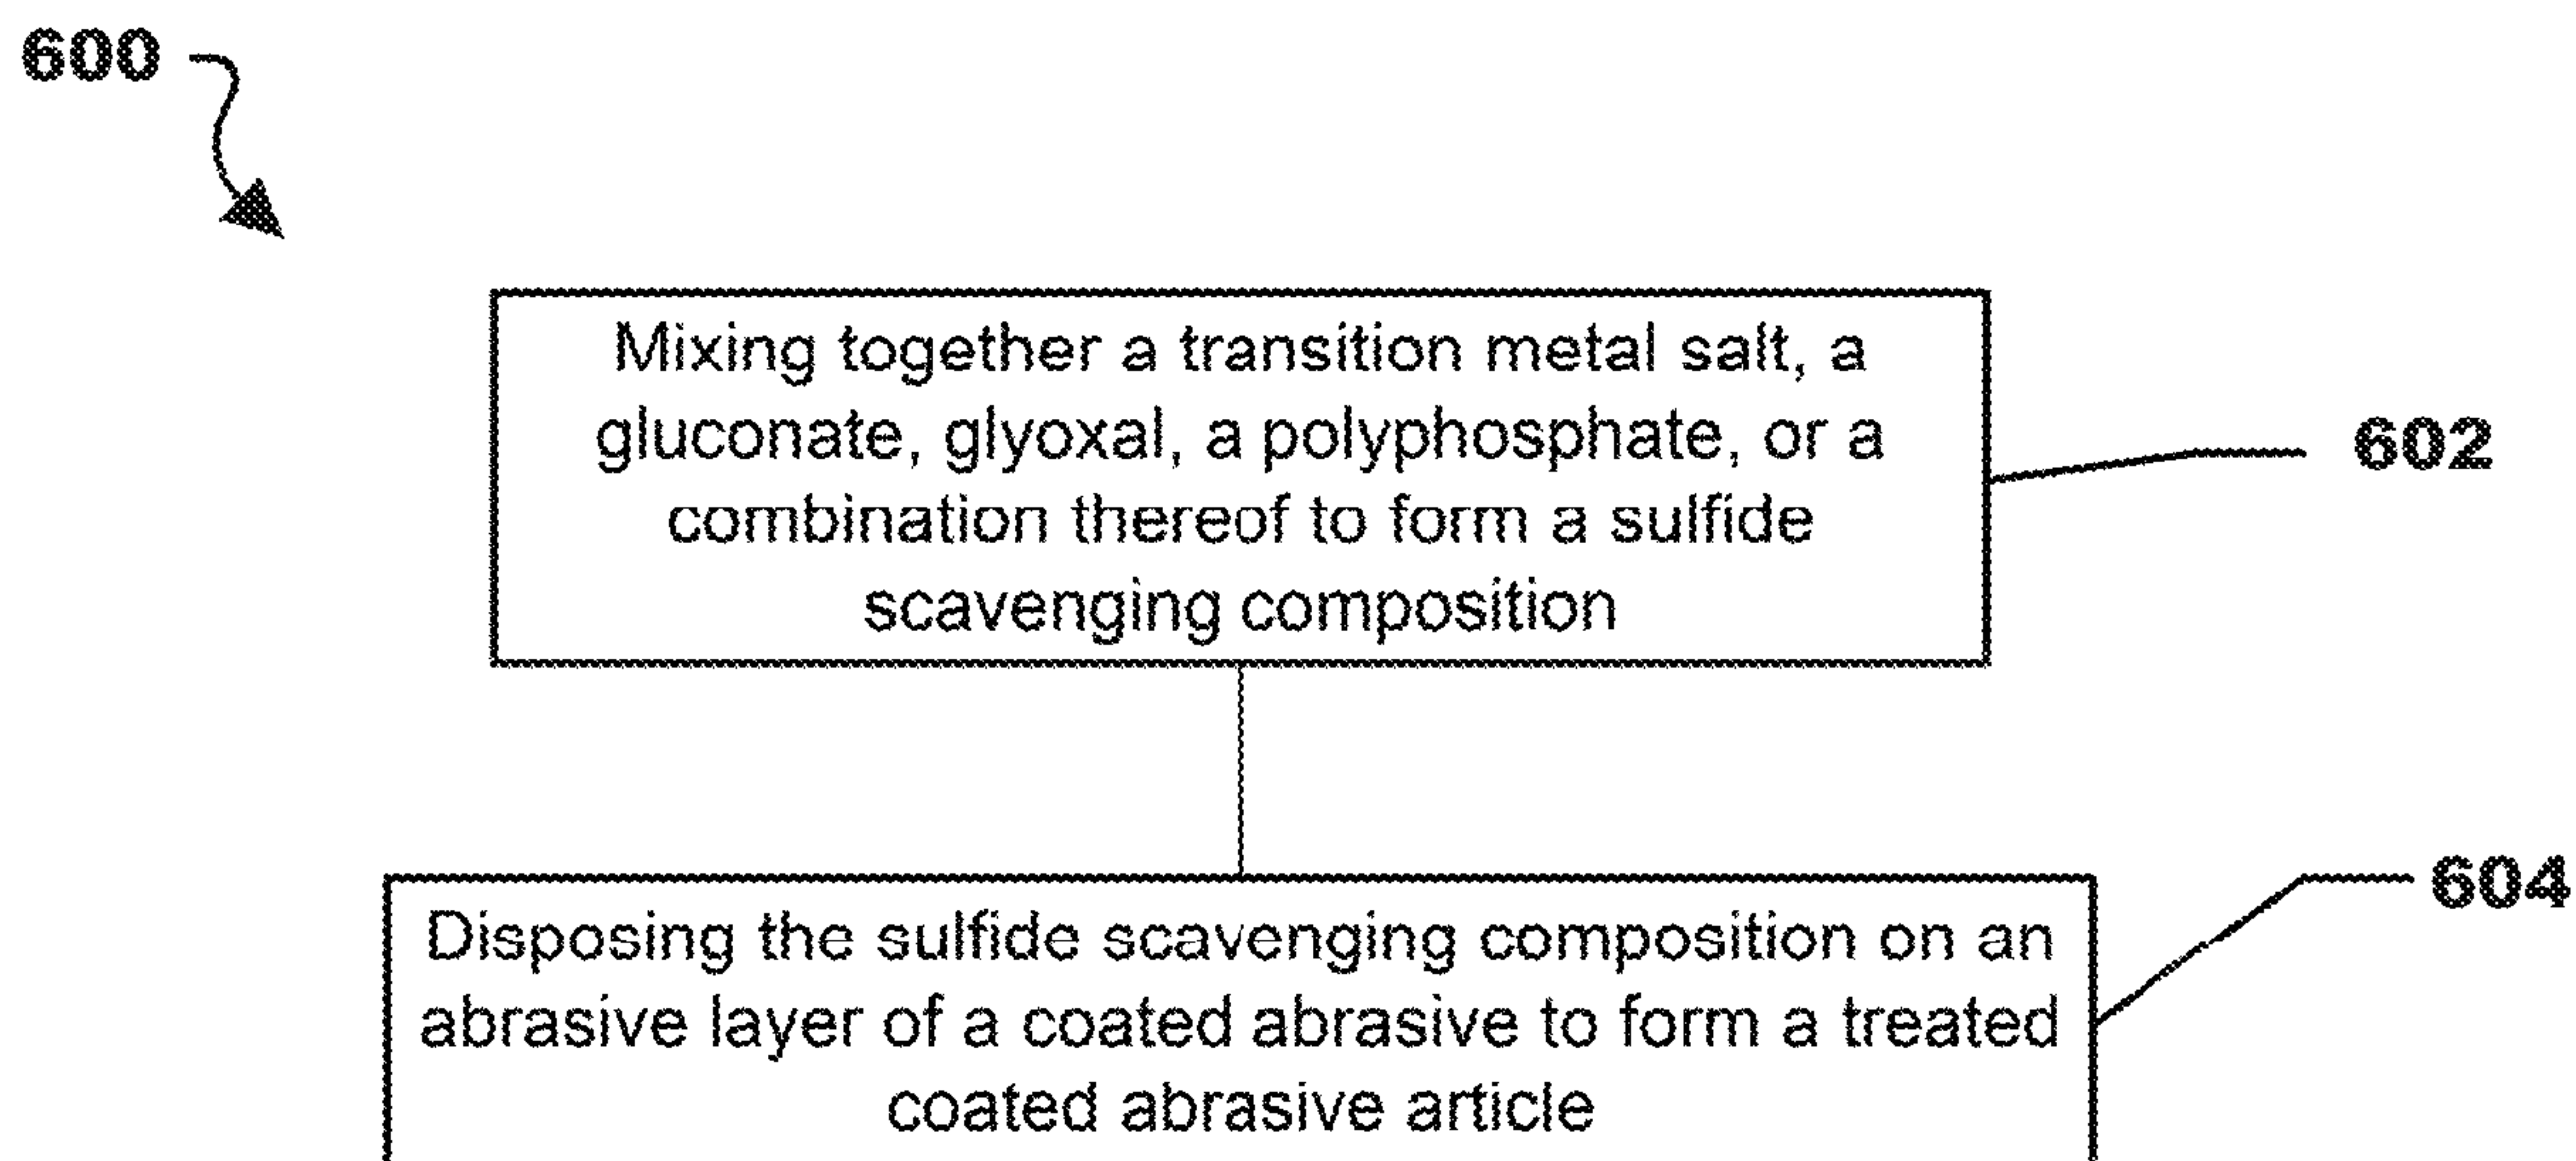 600
Mixing together a transition metal salt, a
gluconate, glyoxal, a polyphosphate, or a
combination thereof to form a sulfide
scavenging composition
602
Disposing the sulfide scavenging composition on an
abrasive layer of a coated abrasive to form a treated
coated abrasive article
604